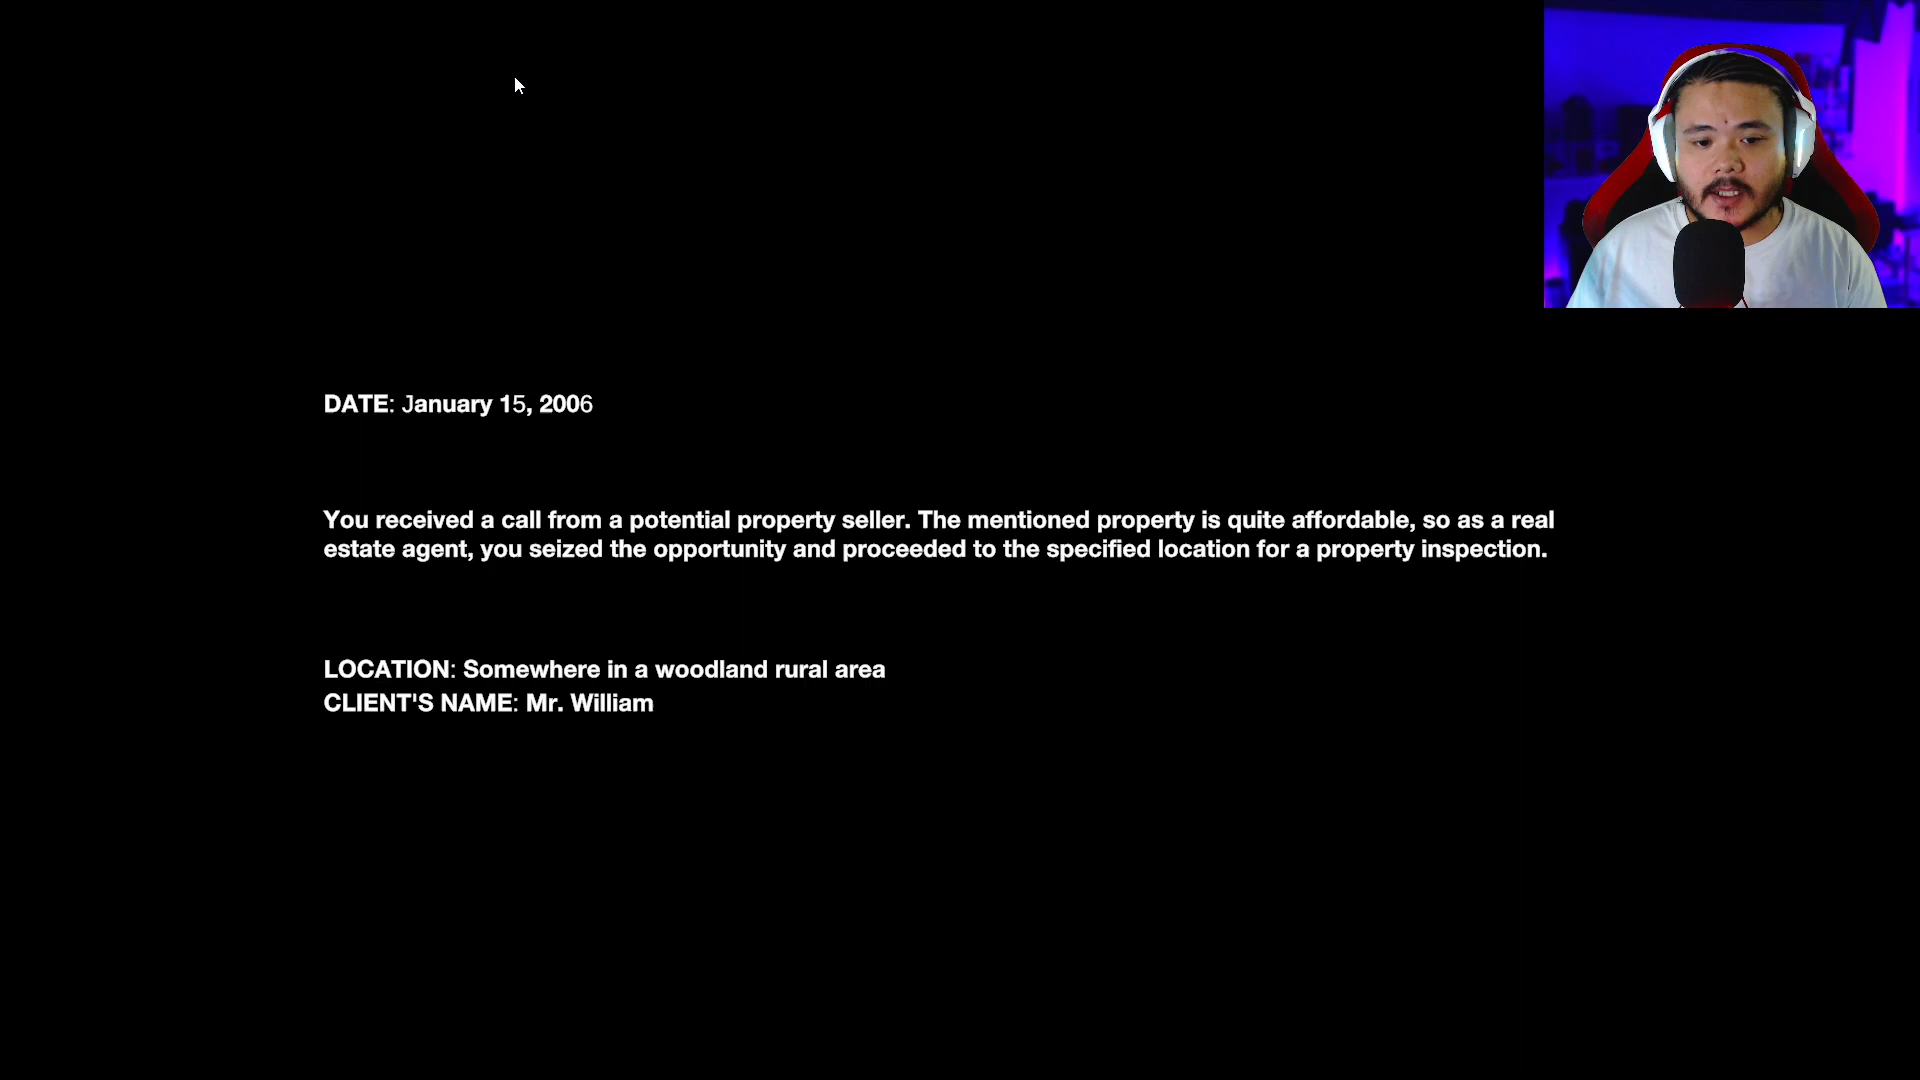 DATE: January 15, 2006
You received a call from a potential property seller. The mentioned property is quite affordable, so as a real
estate agent, you seized the opportunity and proceeded to the specified location for a property inspection.
LOCATION: Somewhere in a woodland rural area
CLIENT'S NAME: Mr. William